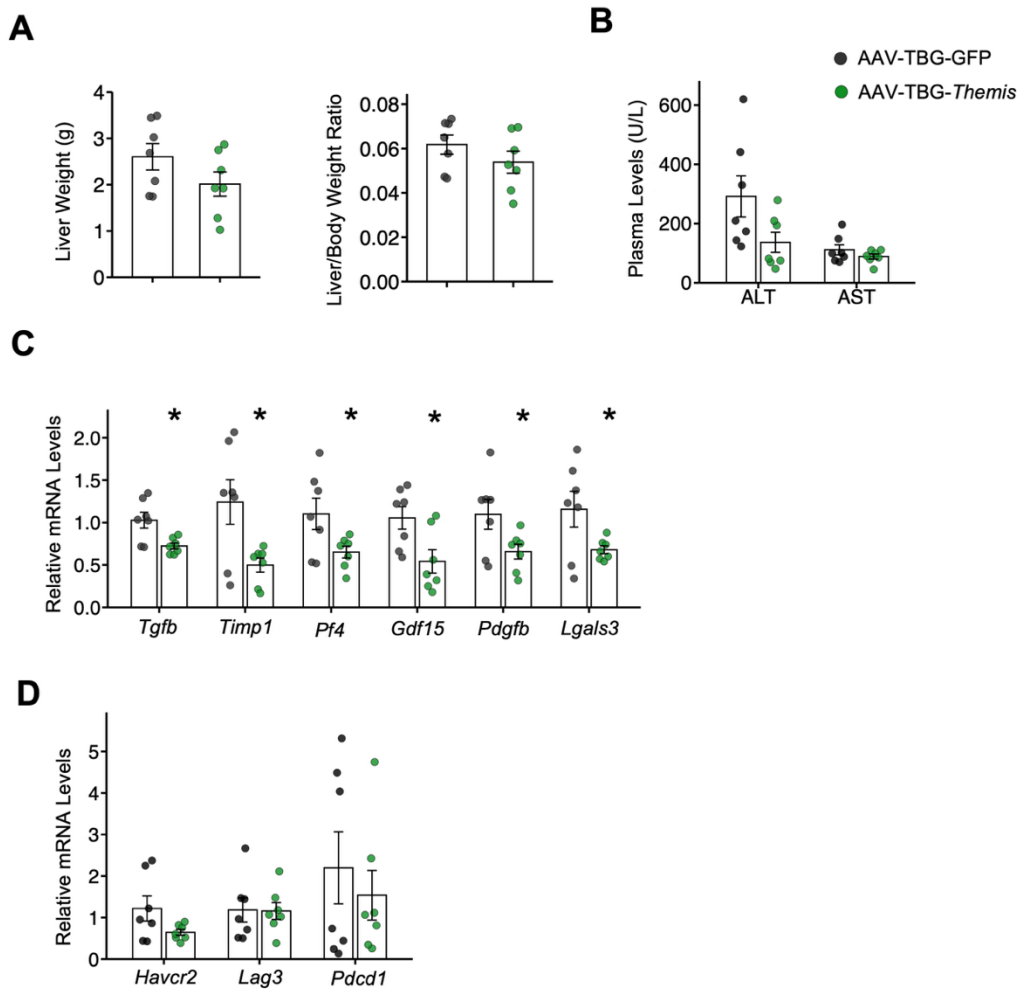 A
Liver Weight (g)
4
3
2
1
0
Liver/Body Weight Ratio
0.08
0.06
0.04
0.02
0.00
B
AAV-TBG-GFP
AAV-TBG-Themis
Plasma Levels (U/L)
600
400
200
0
ALT AST
C
Relative mRNA Levels
2.0
1.5
1.0
0.5
0.0
* * * * * *
Tgfb Timp1 Pf4 Gdf15 Pdgfb Lgals3
D
Relative mRNA Levels
5
4
3
2
1
0
Havcr2 Lag3 Pdcd1